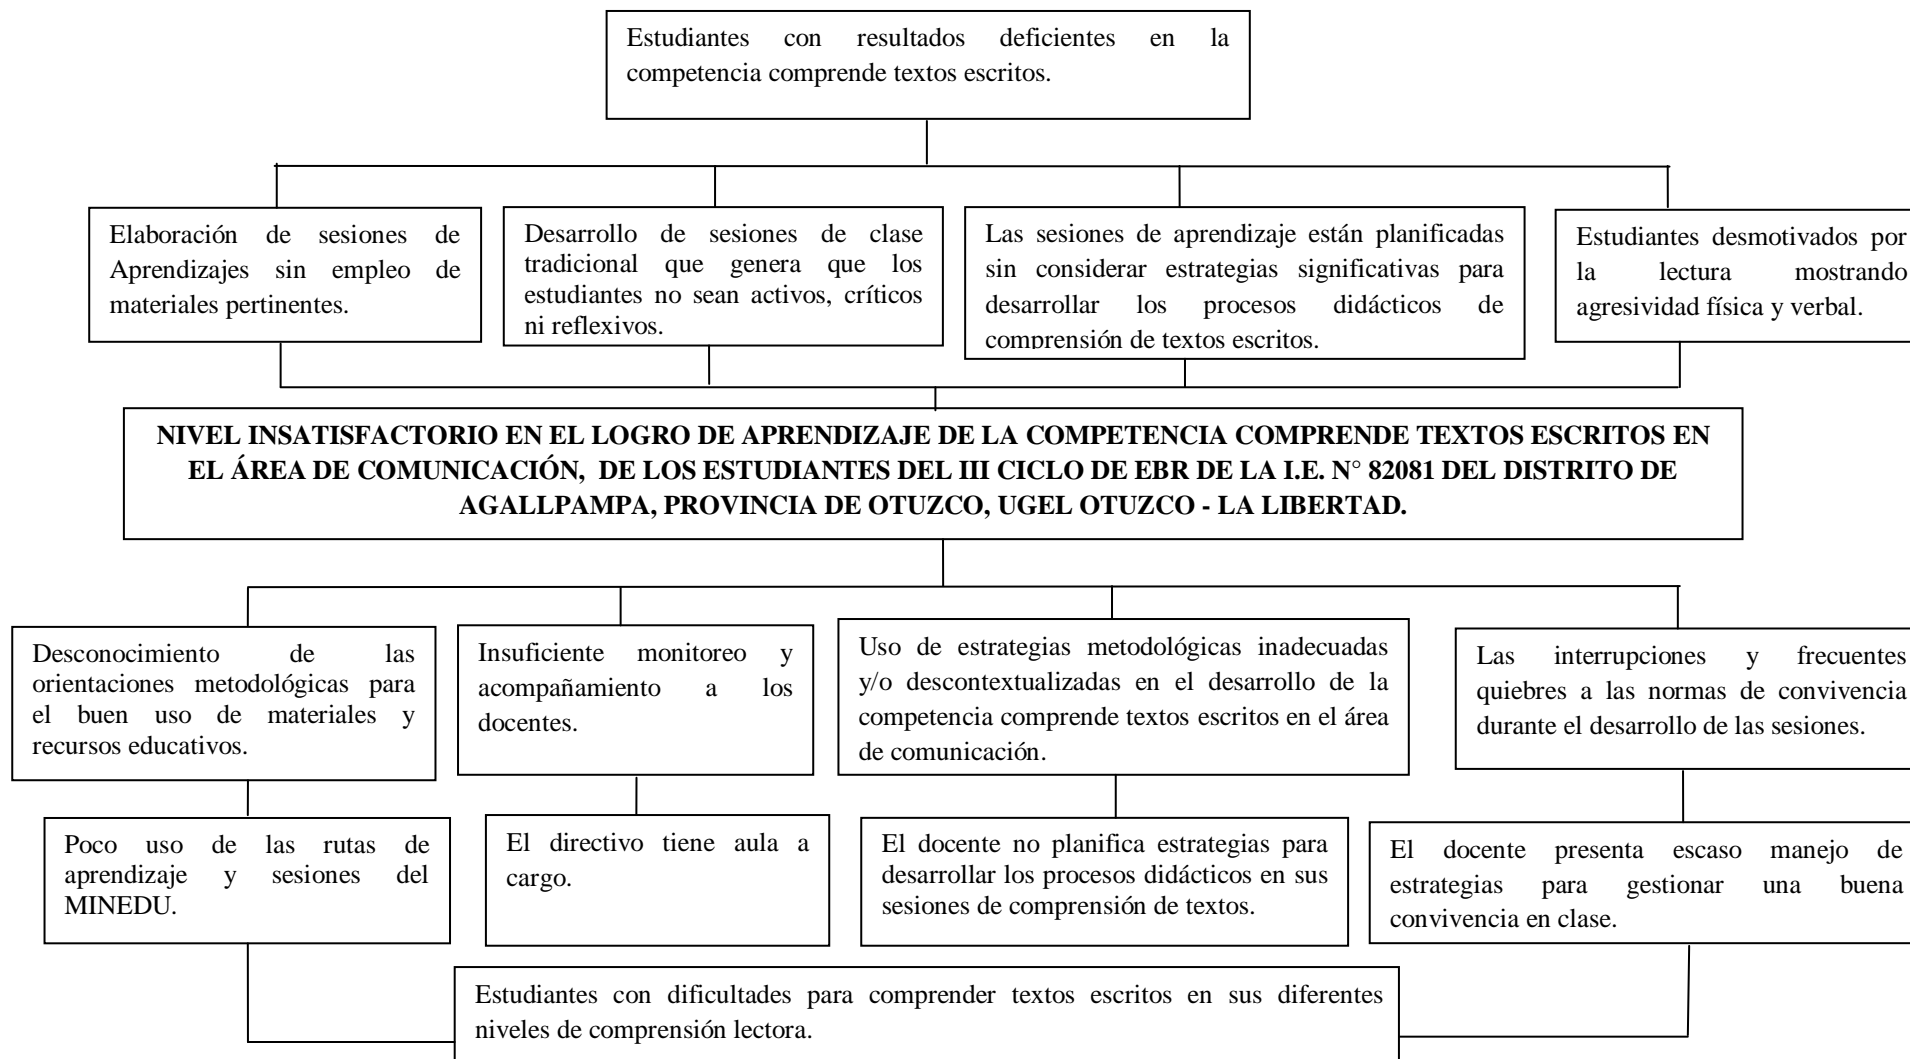 Estudiantes con resultados deficientes en la
competencia comprende textos escritos.
Elaboración de sesiones de
Aprendizajes sin empleo de
materiales pertinentes.
Desarrollo de sesiones de clase
tradicional que genera que los
estudiantes no sean activos, críticos
ni reflexivos.
Las sesiones de aprendizaje están planificadas
sin considerar estrategias significativas para
desarrollar los procesos didácticos de
comprensión de textos escritos.
Estudiantes desmotivados por
la lectura mostrando
agresividad física y verbal.
NIVEL INSATISFACTORIO EN EL LOGRO DE APRENDIZAJE DE LA COMPETENCIA COMPRENDE TEXTOS ESCRITOS EN
EL ÁREA DE COMUNICACIÓN, DE LOS ESTUDIANTES DEL III CICLO DE EBR DE LA I.E. N° 82081 DEL DISTRITO DE
AGALLPAMPA, PROVINCIA DE OTUZCO, UGEL OTUZCO - LA LIBERTAD.
Desconocimiento de las
orientaciones metodológicas para
el buen uso de materiales y
recursos educativos.
Insuficiente monitoreo y
acompañamiento a los
docentes.
Uso de estrategias metodológicas inadecuadas
y/o descontextualizadas en el desarrollo de la
competencia comprende textos escritos en el área
de comunicación.
Las interrupciones y frecuentes
quiebres a las normas de convivencia
durante el desarrollo de las sesiones.
Poco uso de las rutas de
aprendizaje y sesiones del
MINEDU.
El directivo tiene aula a
cargo.
El docente no planifica estrategias para
desarrollar los procesos didácticos en sus
sesiones de comprensión de textos.
El docente presenta escaso manejo de
estrategias para gestionar una buena
convivencia en clase.
Estudiantes con dificultades para comprender textos escritos en sus diferentes
niveles de comprensión lectora.